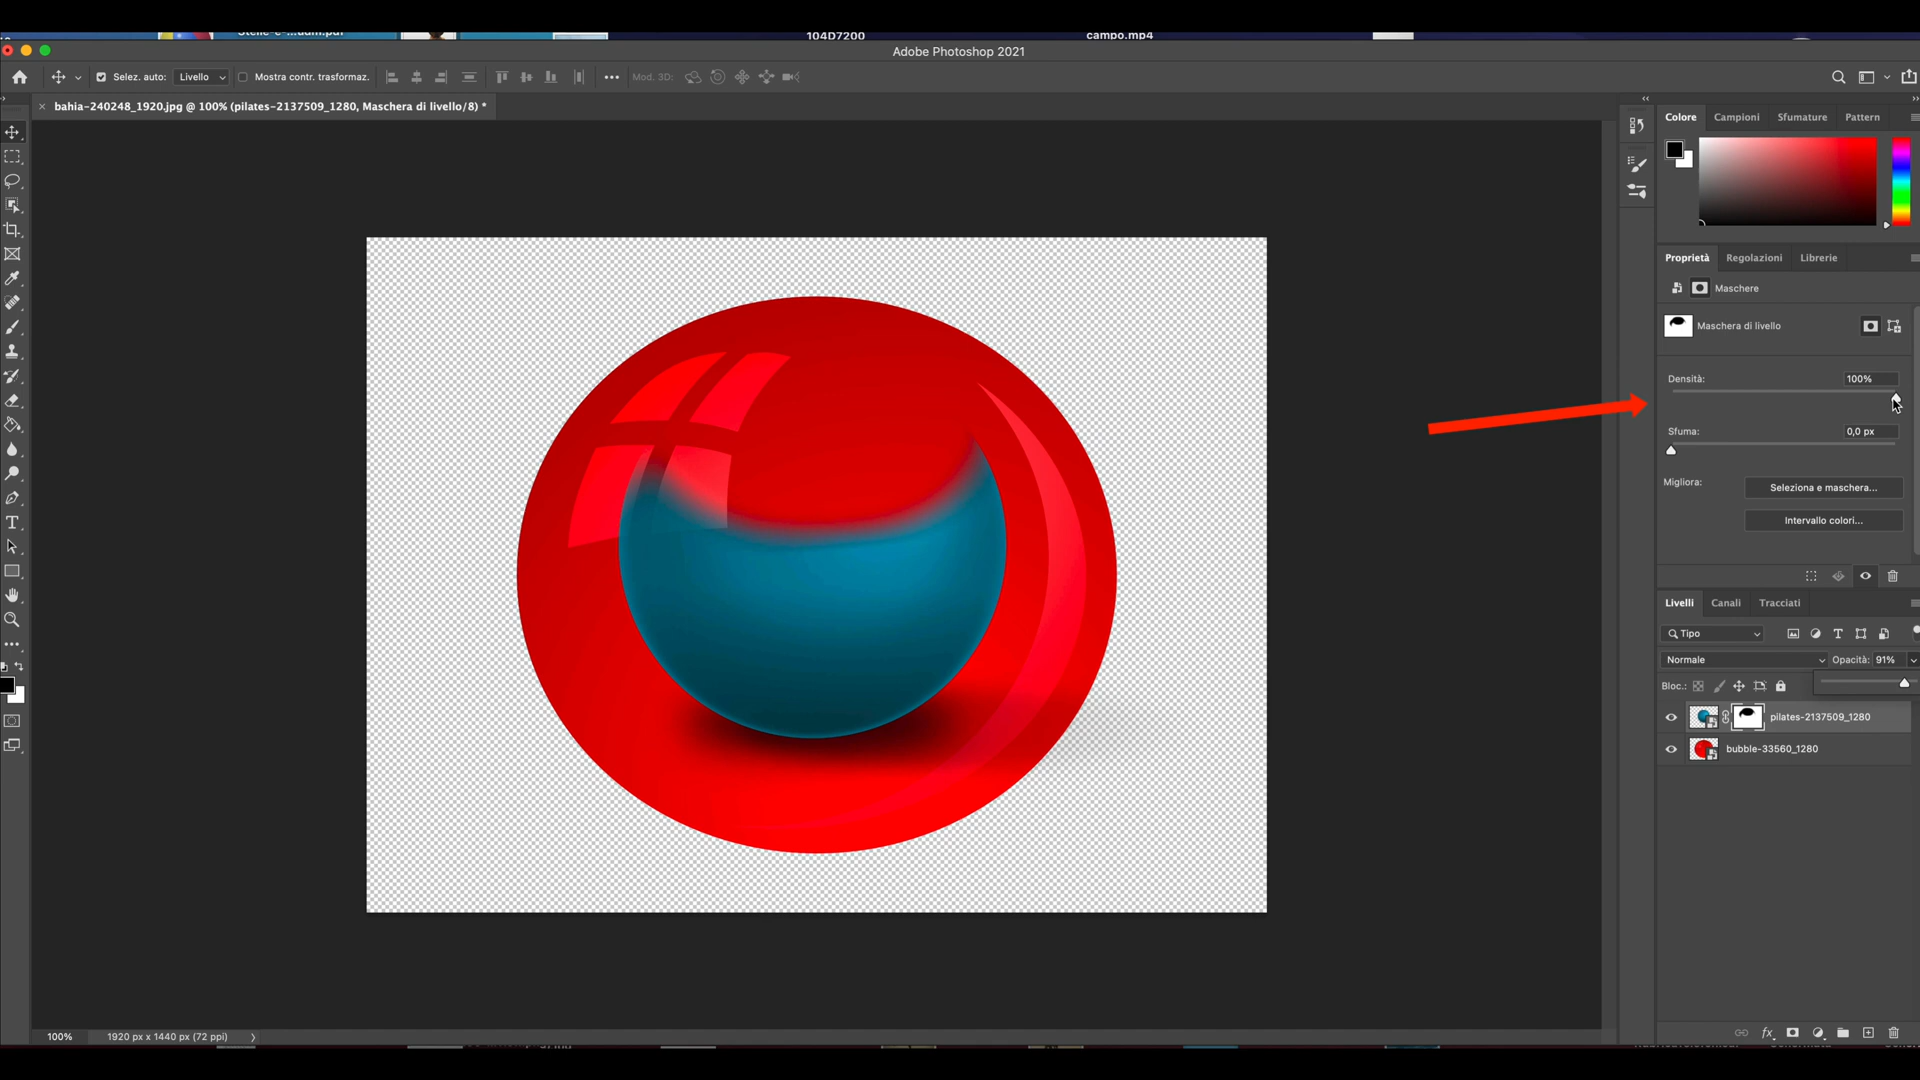 104D7200
campo.mp4
Adobe Photoshop 2021
Selez. auto: Livello Mostra contr. trasformaz. Mod. 3D:
bahia-240248_1920.jpg @ 100% (pilates-2137509_1280, Maschera di livello/8) *
Colore Campioni Sfumature Pattern
Proprietà Regolazioni Librerie
Maschere
Maschera di livello
Densità: 100%
Sfuma: 0,0 px
Migliora: Seleziona e maschera...
Intervallo colori...
Livelli Canali Tracciati
Tipo
Normale Opacità: 91%
Bloc.:
pilates-2137509_1280
bubble-33560_1280
100% 1920 px x 1440 px (72 ppi)